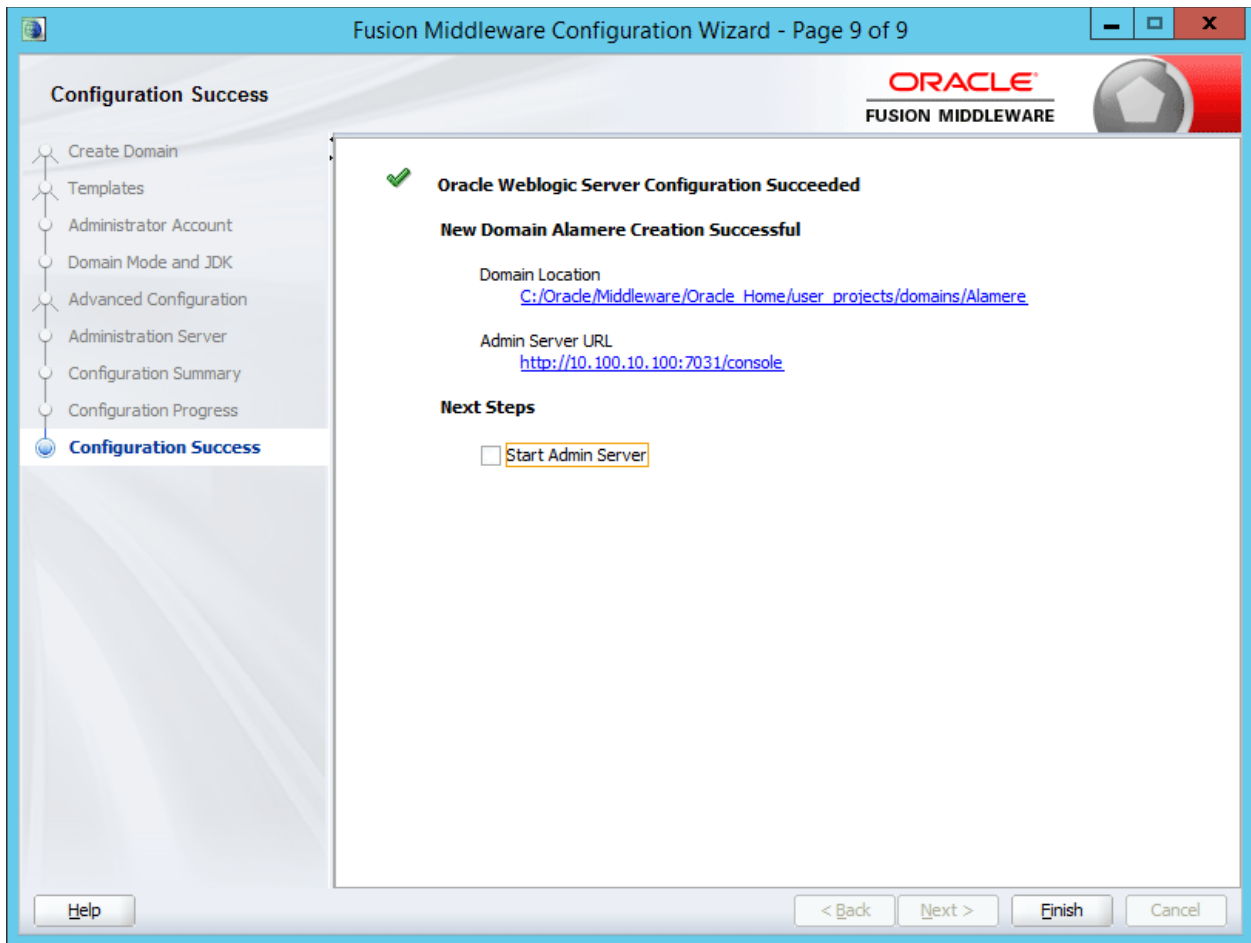 Fusion Middleware Configuration Wizard - Page 9 of 9
Configuration Success
ORACLE
FUSION MIDDLEWARE
Create Domain
Templates
Administrator Account
Domain Mode and JDK
Advanced Configuration
Administration Server
Configuration Summary
Configuration Progress
Configuration Success
Oracle Weblogic Server Configuration Succeeded
New Domain Alamere Creation Successful
Domain Location
C:/Oracle/Middleware/Oracle_Home/user_projects/domains/Alamere
Admin Server URL
http://10.100.10.100:7031/console
Next Steps
Start Admin Server
Help
< Back
Next >
Finish
Cancel